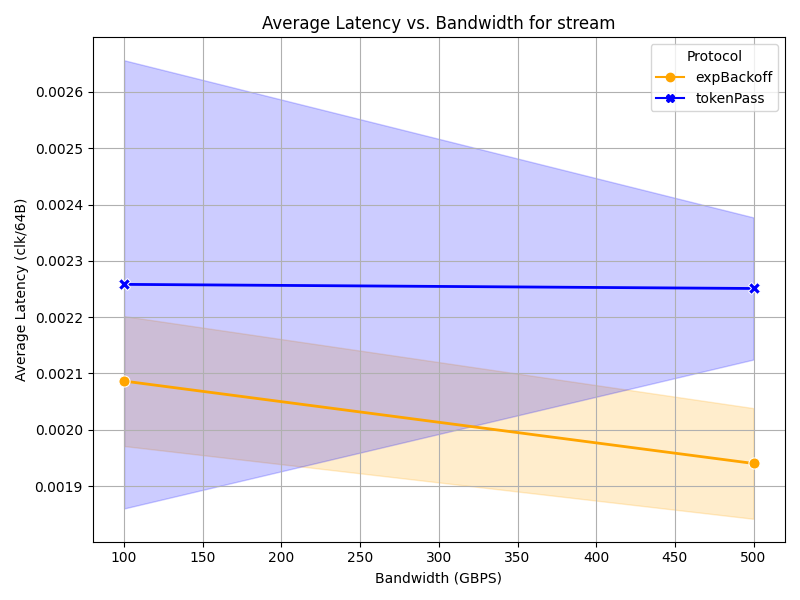 Average Latency vs. Bandwidth for stream
Protocol
expBackoff
tokenPass
0.0026
0.0025
0.0024
0.0023
0.0022
0.0021
0.0020
0.0019
Average Latency (clk/64B)
100 150 200 250 300 350 400 450 500
Bandwidth (GBPS)